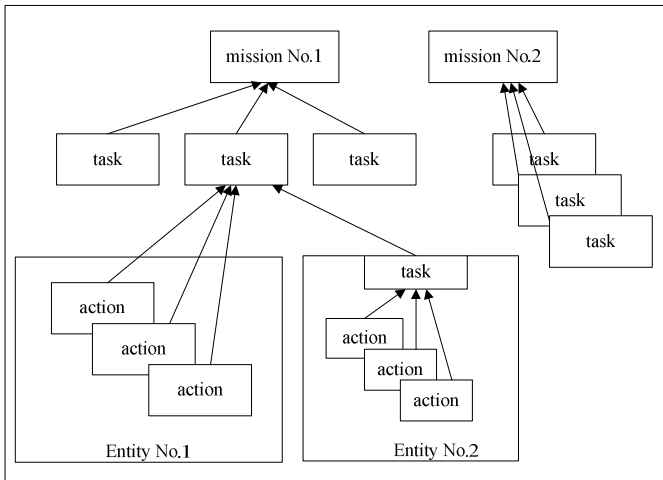 mission No.1
mission No.2
task
task
task
task
task
task
task
action
action
action
action
action
action
Entity No.1
Entity No.2